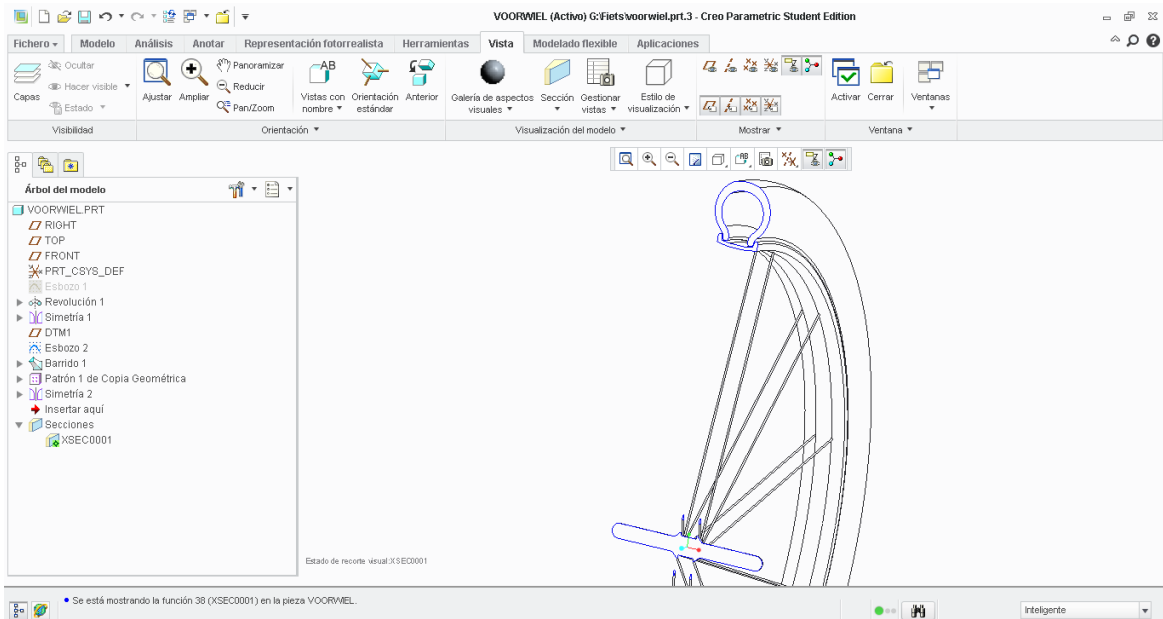 VOORWIEL (Activo) G:\Fiets\voorwiel.prt.3 - Creo Parametric Student Edition
Fichero Modelo Análisis Anotar Representación fotorrealista Herramientas Vista Modelado flexible Aplicaciones
Capas
Ocultar
Hacer visible
Estado
Ajustar
Ampliar
Panoramizar
Reducir
Pan/Zoom
Vistas con nombre
Orientación estándar
Anterior
Galería de aspectos visuales
Sección
Gestionar vistas
Estilo de visualización
Activar
Cerrar
Ventanas
Visibilidad Orientación Visualización del modelo Mostrar Ventana
Árbol del modelo
VOORWIEL.PRT
RIGHT
TOP
FRONT
PRT_CSYS_DEF
Esbozo 1
Revolución 1
Simetría 1
DTM1
Esbozo 2
Barrido 1
Patrón 1 de Copia Geométrica
Simetría 2
Insertar aquí
Secciones
XSEC0001
Estado de recorte visual:XSEC0001
Se está mostrando la función 38 (XSEC0001) en la pieza VOORWIEL.
Inteligente